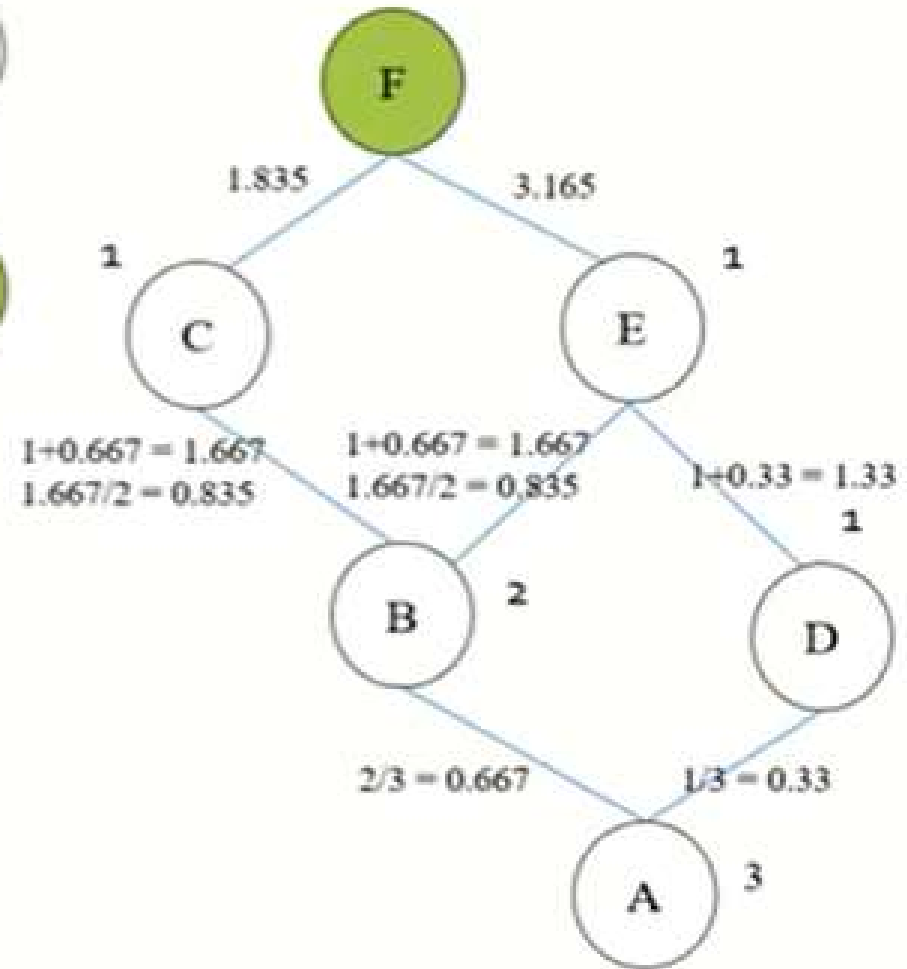 F
1.835
3.165
1
1
C
E
1+0.667 = 1.667
1.667/2 = 0.835
1+0.667 = 1.667
1.667/2 = 0.835
1+0.33 = 1.33
1
B
2
D
2/3 = 0.667
1/3 = 0.33
A
3